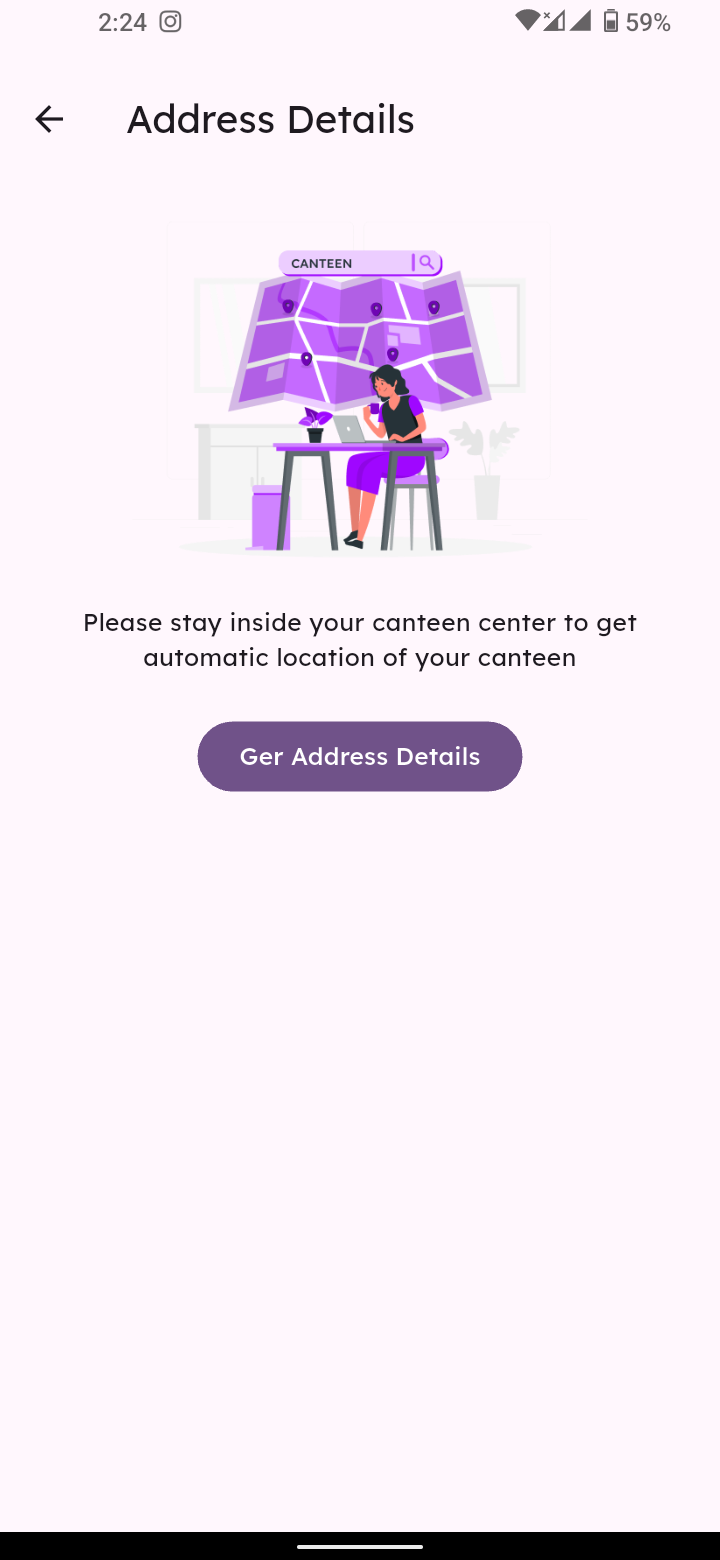 2:24 59%
Address Details
CANTEEN
Please stay inside your canteen center to get
automatic location of your canteen
Ger Address Details